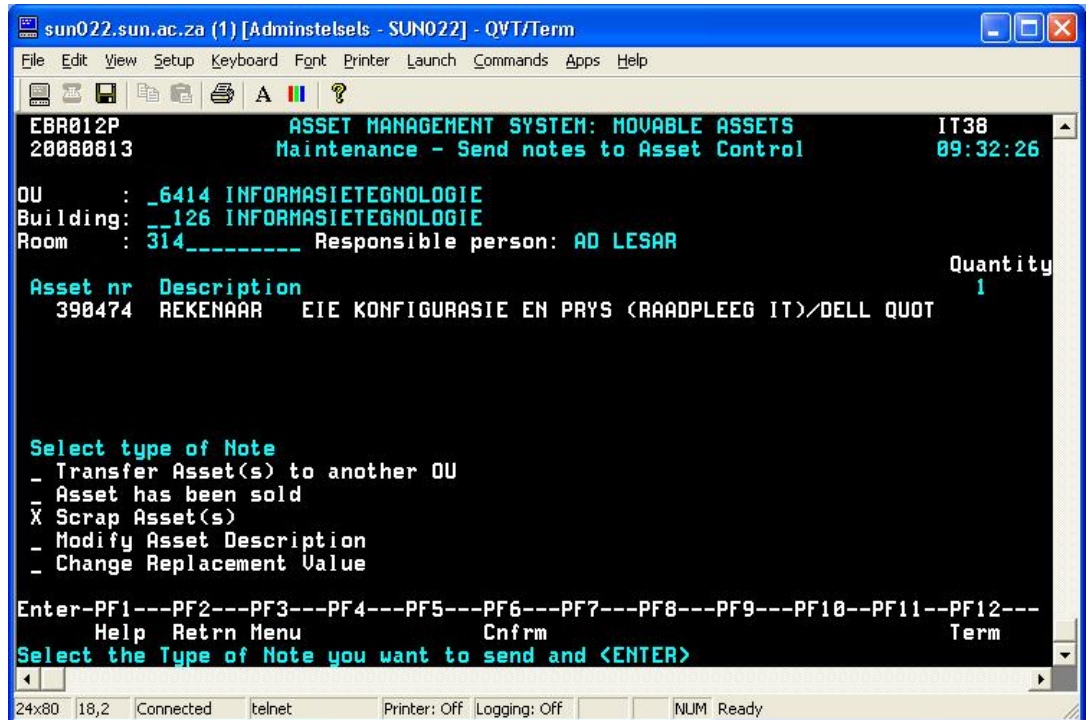 sun022.sun.ac.za (1) [Adminstelsels - SUN022] - QVT/Term
File Edit View Setup Keyboard Font Printer Launch Commands Apps Help
A ?
EBR012P ASSET MANAGEMENT SYSTEM: MOVABLE ASSETS IT38
20080813 Maintenance - Send notes to Asset Control 09:32:26
OU : _6414 INFORMASIETEGNOLOGIE
Building: __126 INFORMASIETEGNOLOGIE
Room : 314_________ Responsible person: AD LESAR
Quantity
Asset nr Description 1
390474 REKENAAR EIE KONFIGURASIE EN PRYS (RAADPLEEG IT)/DELL QUOT
Select type of Note
_ Transfer Asset(s) to another OU
_ Asset has been sold
X Scrap Asset(s)
_ Modify Asset Description
_ Change Replacement Value
Enter-PF1---PF2---PF3---PF4---PF5---PF6---PF7---PF8---PF9---PF10--PF11--PF12---
Help Retrn Menu Cnfrm Term
Select the Type of Note you want to send and <ENTER>
24x80 18,2 Connected telnet Printer: Off Logging: Off NUM Ready